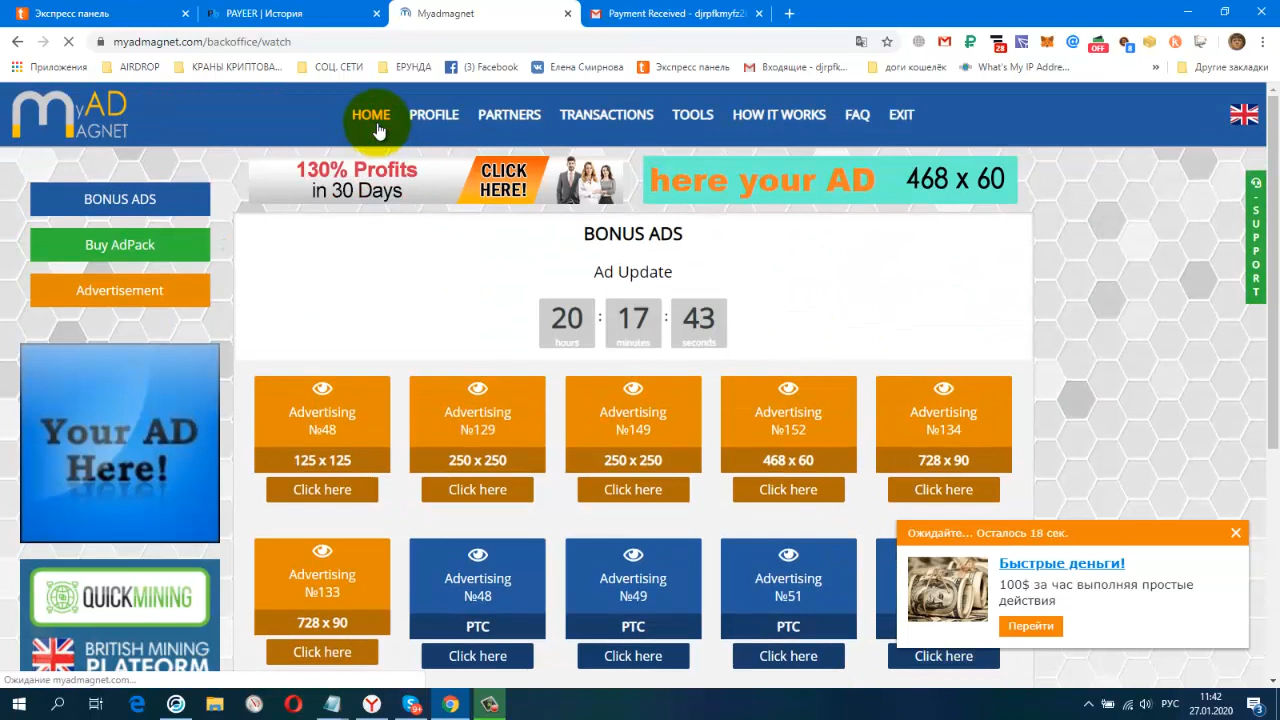 Экспресс панель
PAYEER | История
Myadmagnet
Payment Received - djrpfkmyfz2
myadmagnet.com/backoffice/watch
28
OFF
8
Приложения
AIRDROP
КРАНЫ КРИПТОВА...
СОЦ. СЕТИ
ЕРУНДА
(3) Facebook
Елена Смирнова
Экспресс панель
Входящие - djrpfk...
доги кошелёк
What's My IP Addre...
»
Другие закладки
MyAD
MAGNET
HOME
PROFILE
PARTNERS
TRANSACTIONS
TOOLS
HOW IT WORKS
FAQ
EXIT
130% Profits
in 30 Days
CLICK
HERE!
here your AD 468 x 60
BONUS ADS
Buy AdPack
Advertisement
- SUPPORT
BONUS ADS
Ad Update
20 : 17 : 43
hours minutes seconds
Advertising
№48
125 x 125
Click here
Advertising
№129
250 x 250
Click here
Advertising
№149
250 x 250
Click here
Advertising
№152
468 x 60
Click here
Advertising
№134
728 x 90
Click here
Your AD
Here!
QUICKMINING
BRITISH MINING
PLATFORM
Advertising
№133
728 x 90
Click here
Advertising
№48
PTC
Click here
Advertising
№49
PTC
Click here
Advertising
№51
PTC
Click here
Click here
Ожидайте... Осталось 18 сек.
Быстрые деньги!
100$ за час выполняя простые
действия
Перейти
Ожидание myadmagnet.com...
9+
РУС
11:42
27.01.2020
3